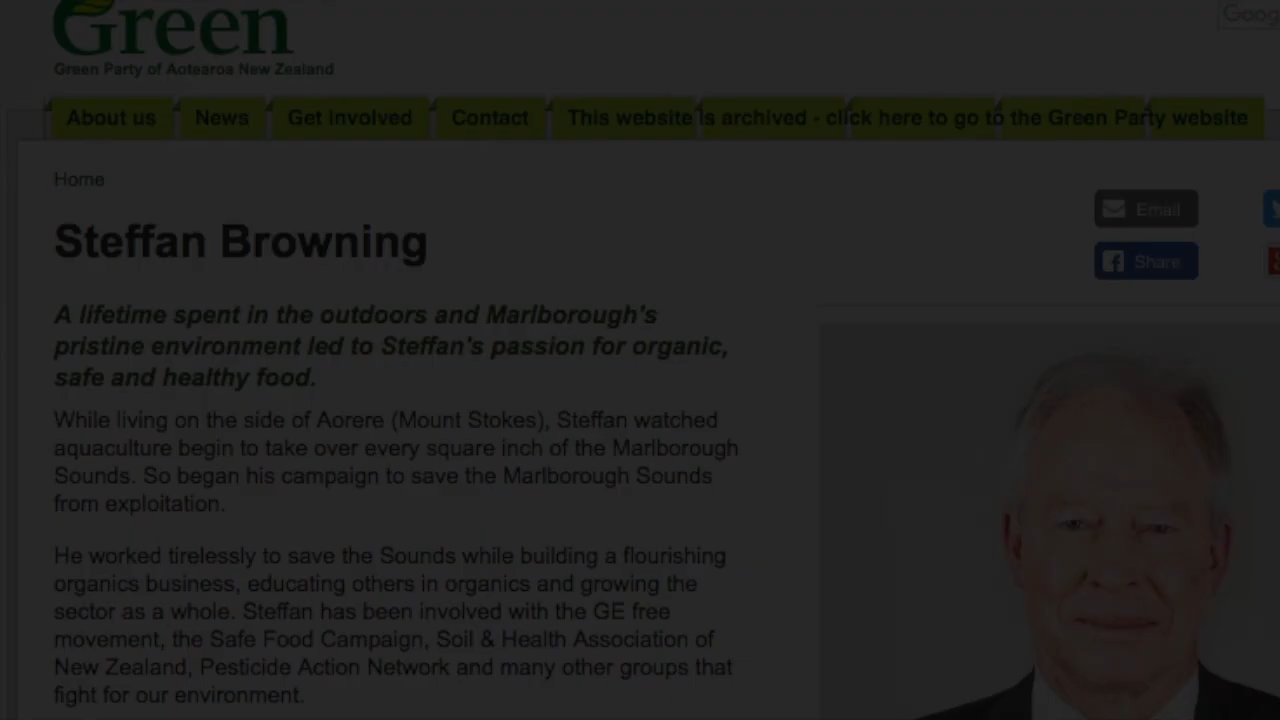 Green
Green Party of Aotearoa New Zealand
Goog
About us News Get involved Contact This website is archived - click here to go to the Green Party website
Home
Email
Share
Steffan Browning
A lifetime spent in the outdoors and Marlborough's
pristine environment led to Steffan's passion for organic,
safe and healthy food.
While living on the side of Aorere (Mount Stokes), Steffan watched
aquaculture begin to take over every square inch of the Marlborough
Sounds. So began his campaign to save the Marlborough Sounds
from exploitation.
He worked tirelessly to save the Sounds while building a flourishing
organics business, educating others in organics and growing the
sector as a whole. Steffan has been involved with the GE free
movement, the Safe Food Campaign, Soil & Health Association of
New Zealand, Pesticide Action Network and many other groups that
fight for our environment.